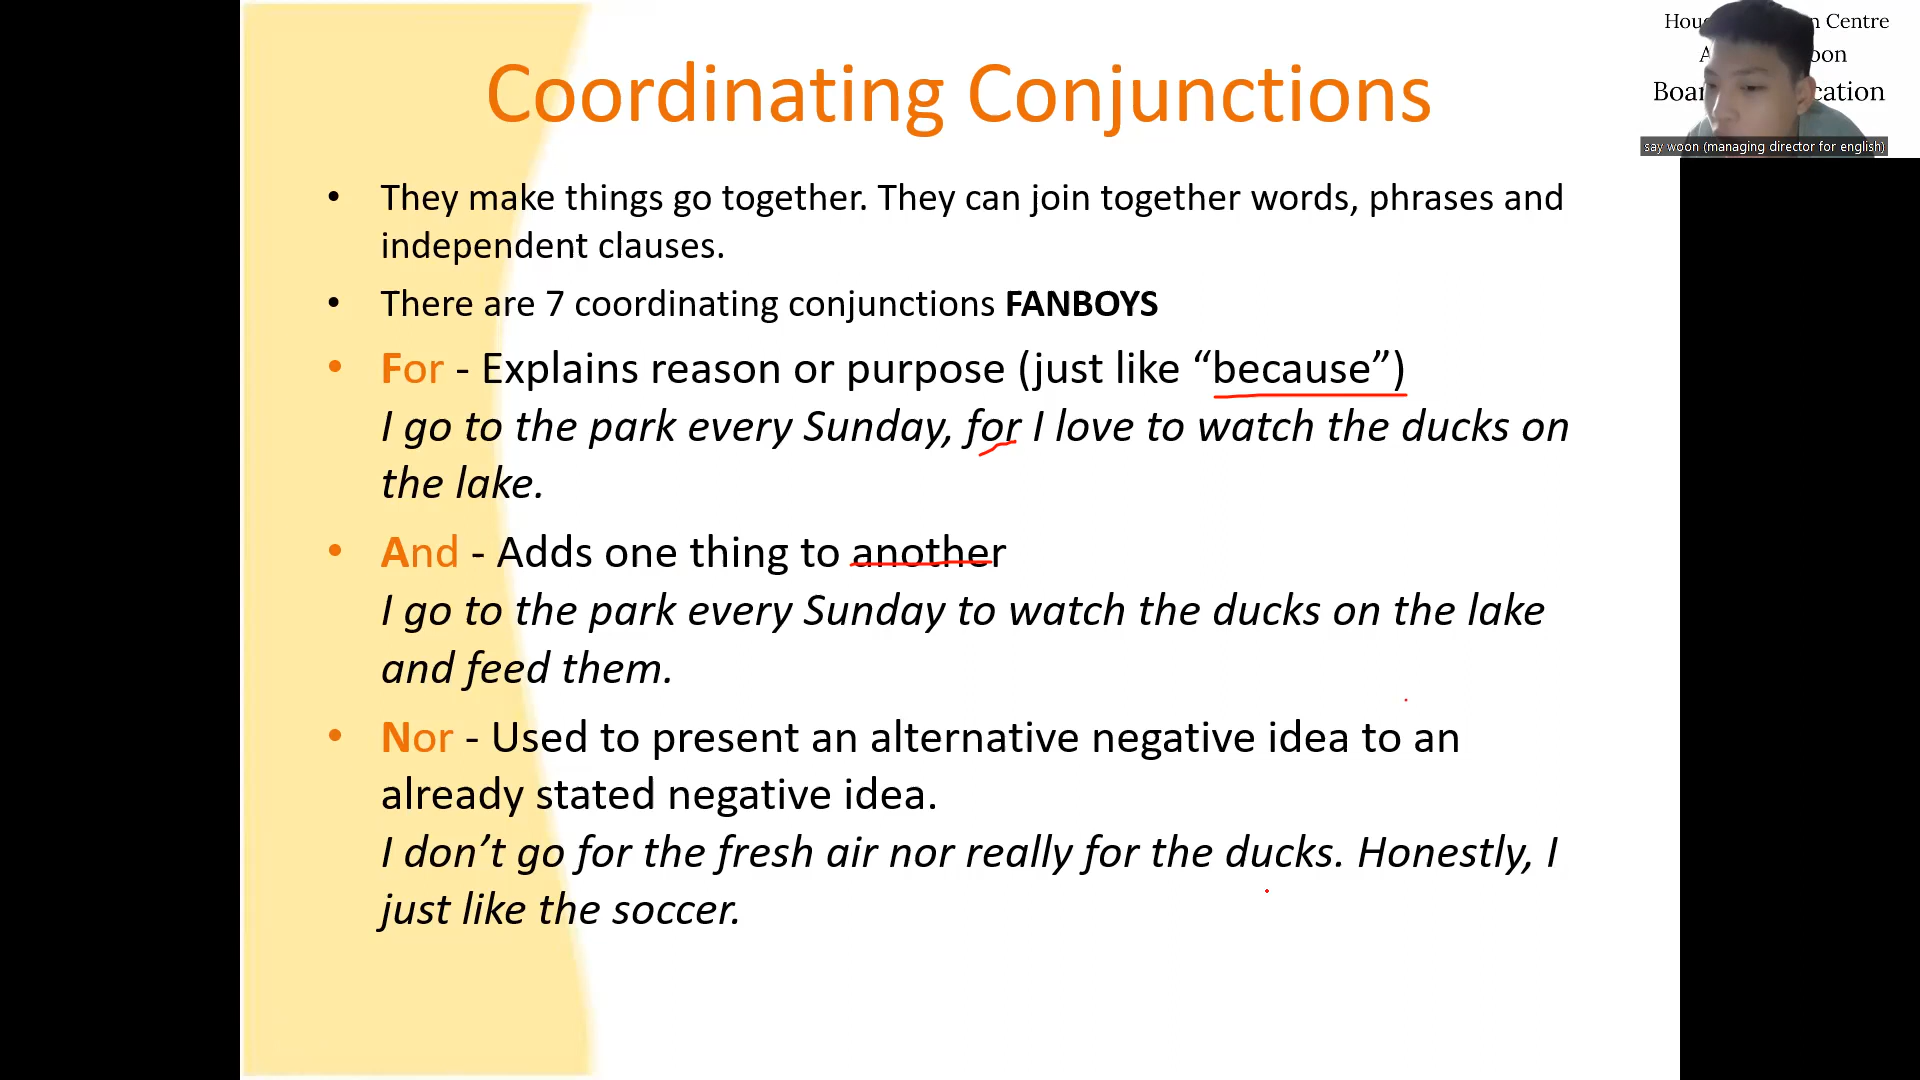 Coordinating Conjunctions
• They make things go together. They can join together words, phrases and
independent clauses.
• There are 7 coordinating conjunctions FANBOYS
• For - Explains reason or purpose (just like “because”)
I go to the park every Sunday, for I love to watch the ducks on
the lake.
• And - Adds one thing to another
I go to the park every Sunday to watch the ducks on the lake
and feed them.
• Nor - Used to present an alternative negative idea to an
already stated negative idea.
I don’t go for the fresh air nor really for the ducks. Honestly, I
just like the soccer.
Centre
say woon (managing director for english)